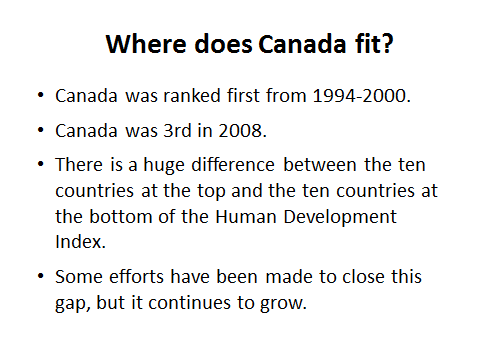 Where does Canada fit?
• Canada was ranked first from 1994-2000.
• Canada was 3rd in 2008.
• There is a huge difference between the ten
countries at the top and the ten countries at
the bottom of the Human Development
Index.
• Some efforts have been made to close this
gap, but it continues to grow.